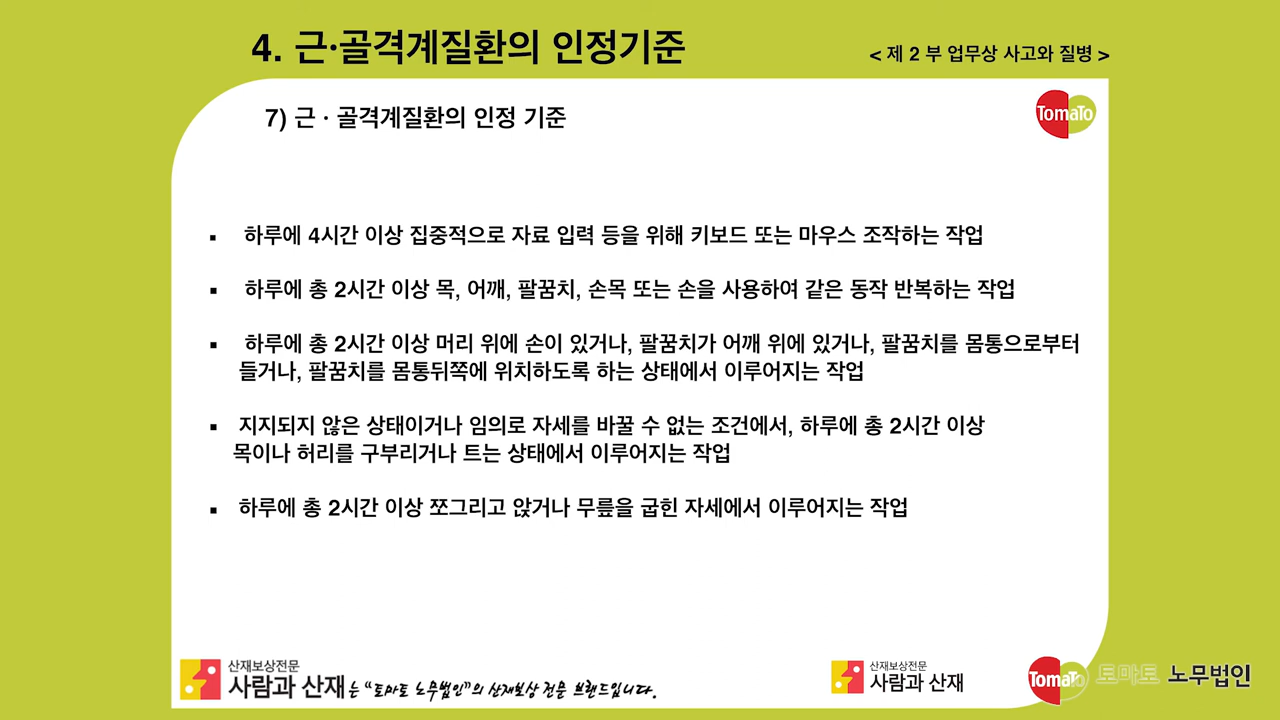 4. 근·골격계질환의 인정기준
< 제 2 부 업무상 사고와 질병 >
7) 근 · 골격계질환의 인정 기준
TomaTo
▪ 하루에 4시간 이상 집중적으로 자료 입력 등을 위해 키보드 또는 마우스 조작하는 작업
▪ 하루에 총 2시간 이상 목, 어깨, 팔꿈치, 손목 또는 손을 사용하여 같은 동작 반복하는 작업
▪ 하루에 총 2시간 이상 머리 위에 손이 있거나, 팔꿈치가 어깨 위에 있거나, 팔꿈치를 몸통으로부터
들거나, 팔꿈치를 몸통뒤쪽에 위치하도록 하는 상태에서 이루어지는 작업
▪ 지지되지 않은 상태이거나 임의로 자세를 바꿀 수 없는 조건에서, 하루에 총 2시간 이상
목이나 허리를 구부리거나 트는 상태에서 이루어지는 작업
▪ 하루에 총 2시간 이상 쪼그리고 앉거나 무릎을 굽힌 자세에서 이루어지는 작업
산재보상전문
사람과 산재는 “토마토 노무법인”의 산재보상 전문 브랜드입니다.
산재보상전문
사람과 산재
TomaTo 토마토 노무법인